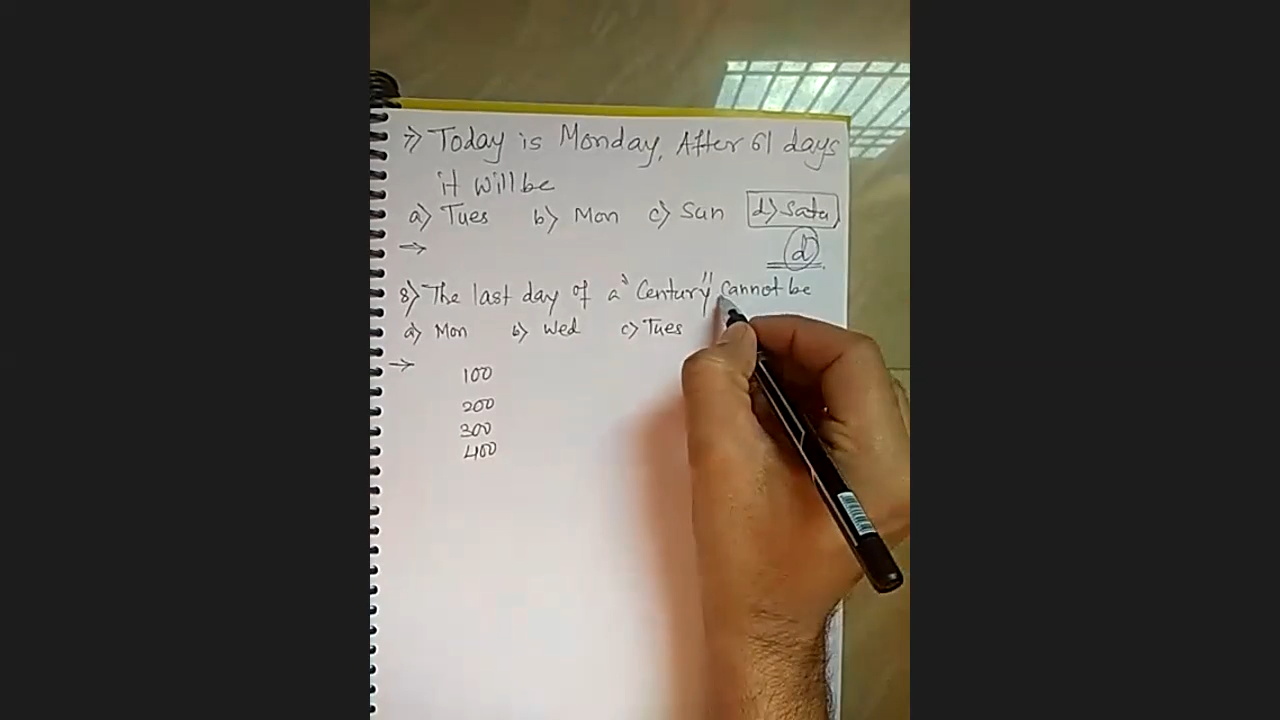 7) Today is Monday, After 61 days
it will be
a) Tues b) Mon c) Sun d) Satu
→ d
8) The last day of a "Century" cannot be
a) Mon b) Wed c) Tues
→ 100
200
300
400